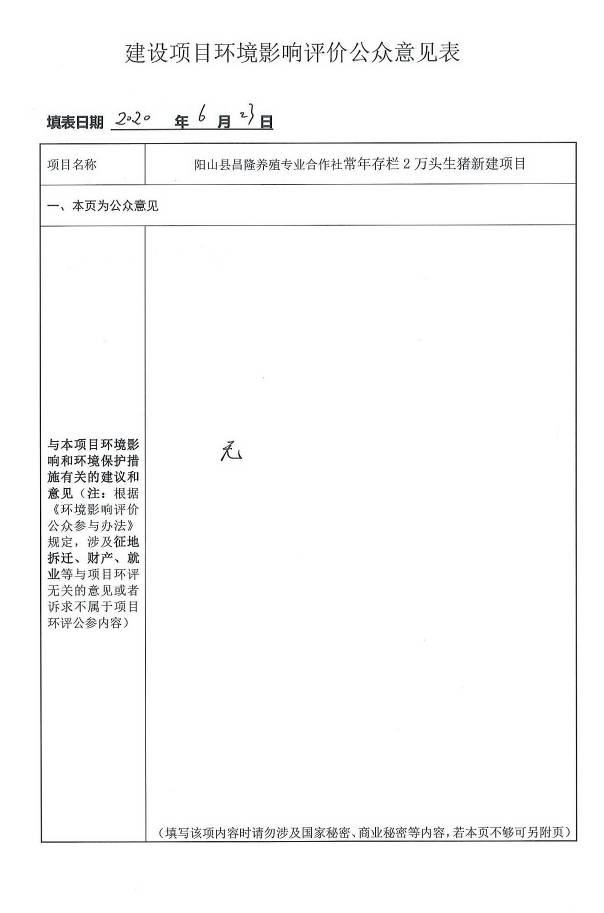 建设项目环境影响评价公众意见表
填表日期 2020 年 6 月 23 日
项目名称
阳山县昌隆养殖专业合作社常年存栏 2 万头生猪新建项目
一、本页为公众意见
与本项目环境影
响和环境保护措
施有关的建议和
意见（注：根据
《环境影响评价
公众参与办法》
规定，涉及征地
拆迁、财产、就
业等与项目环评
无关的意见或者
诉求不属于项目
环评公参内容）
无
（填写该项内容时请勿涉及国家秘密、商业秘密等内容，若本页不够可另附页）